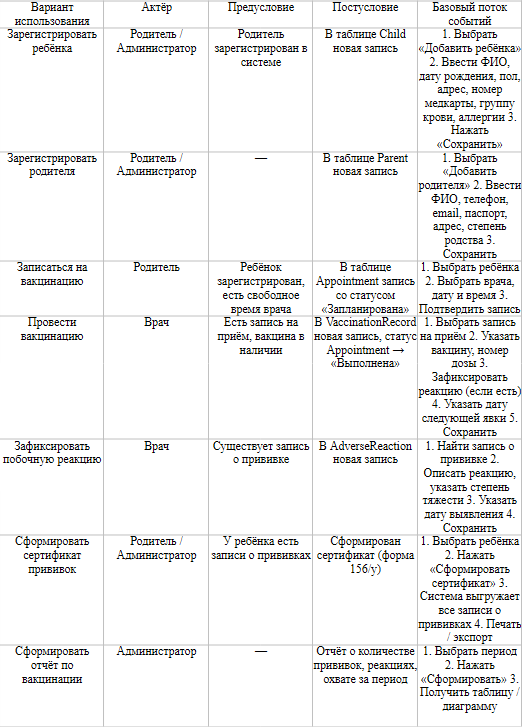 Вариант использования
Актёр
Предусловие
Постусловие
Базовый поток событий
Зарегистрировать ребёнка
Родитель / Администратор
Родитель зарегистрирован в системе
В таблице Child новая запись
1. Выбрать «Добавить ребёнка» 2. Ввести ФИО, дату рождения, пол, адрес, номер медкарты, группу крови, аллергии 3. Нажать «Сохранить»
Зарегистрировать родителя
Родитель / Администратор
—
В таблице Parent новая запись
1. Выбрать «Добавить родителя» 2. Ввести ФИО, телефон, email, паспорт, адрес, степень родства 3. Сохранить
Записаться на вакцинацию
Родитель
Ребёнок зарегистрирован, есть свободное время врача
В таблице Appointment запись со статусом «Запланирована»
1. Выбрать ребёнка 2. Выбрать врача, дату и время 3. Подтвердить запись
Провести вакцинацию
Врач
Есть запись на приём, вакцина в наличии
В VaccinationRecord новая запись, статус Appointment → «Выполнена»
1. Выбрать запись на приём 2. Указать вакцину, номер дозы 3. Зафиксировать реакцию (если есть) 4. Указать дату следующей явки 5. Сохранить
Зафиксировать побочную реакцию
Врач
Существует запись о прививке
В AdverseReaction новая запись
1. Найти запись о прививке 2. Описать реакцию, указать степень тяжести 3. Указать дату выявления 4. Сохранить
Сформировать сертификат прививок
Родитель / Администратор
У ребёнка есть записи о прививках
Сформирован сертификат (форма 156/у)
1. Выбрать ребёнка 2. Нажать «Сформировать сертификат» 3. Система выгружает все записи о прививках 4. Печать / экспорт
Сформировать отчёт по вакцинации
Администратор
—
Отчёт о количестве прививок, реакциях, охвате за период
1. Выбрать период 2. Нажать «Сформировать» 3. Получить таблицу / диаграмму